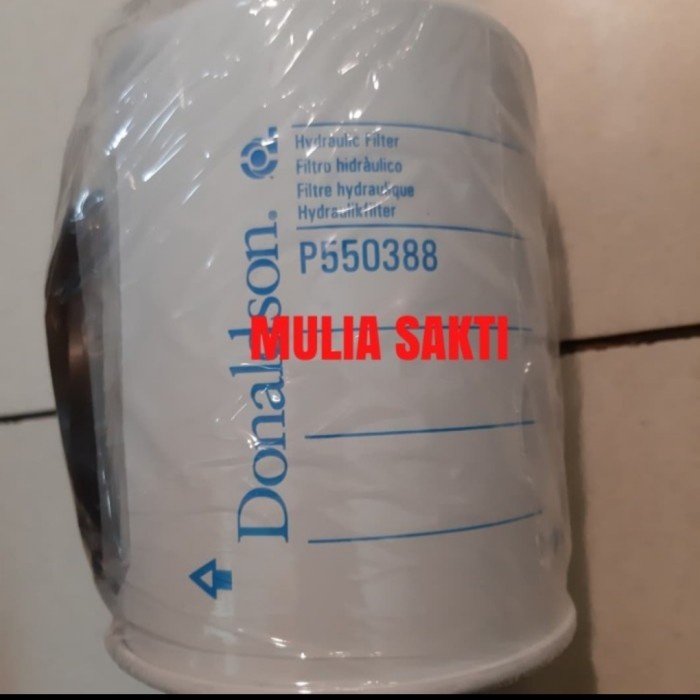 Hydraulic Filter
Filtro hidràulico
Filtre hydraulique
Hydraulikfilter
P550388
Donaldson.
MULIA SAKTI